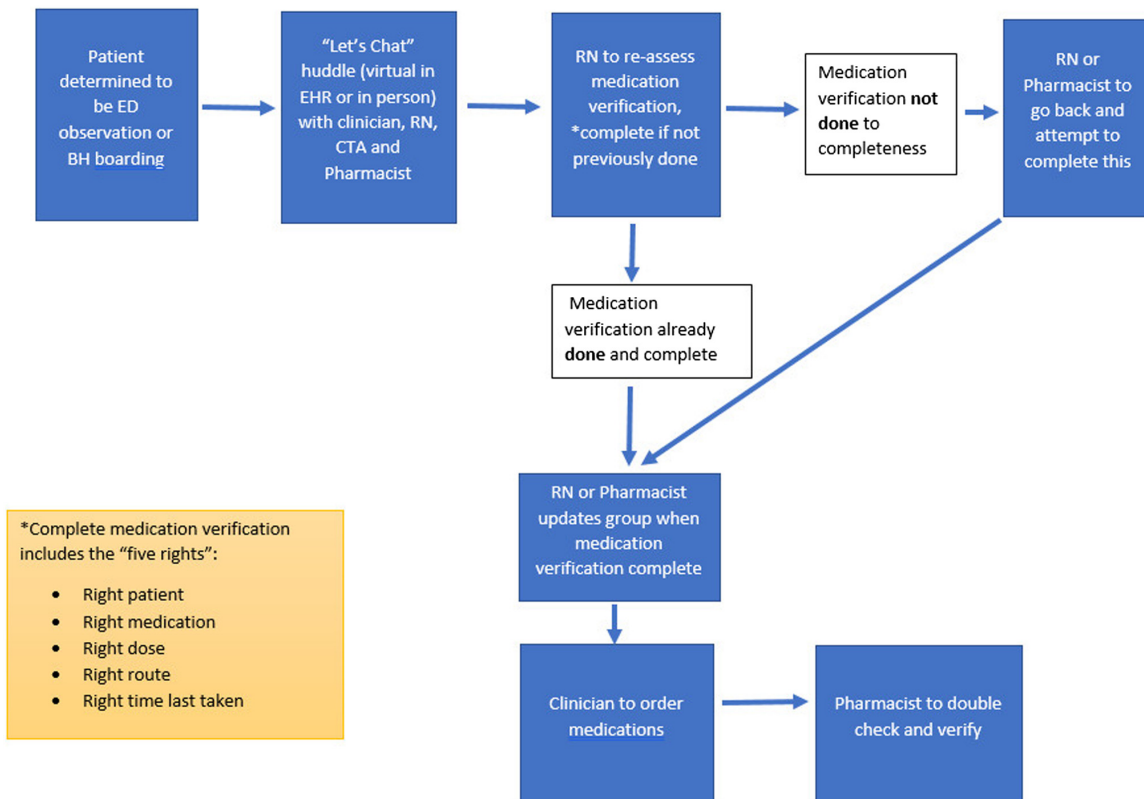 Patient
determined to
be ED
observation or
BH boarding
“Let’s Chat”
huddle (virtual in
EHR or in person)
with clinician, RN,
CTA and
Pharmacist
RN to re-assess
medication
verification,
*complete if not
previously done
Medication
verification not
done to
completeness
RN or
Pharmacist to
go back and
attempt to
complete this
Medication
verification already
done and complete
RN or Pharmacist
updates group when
medication
verification complete
*Complete medication verification
includes the “five rights”:
• Right patient
• Right medication
• Right dose
• Right route
• Right time last taken
Clinician to order
medications
Pharmacist to double
check and verify